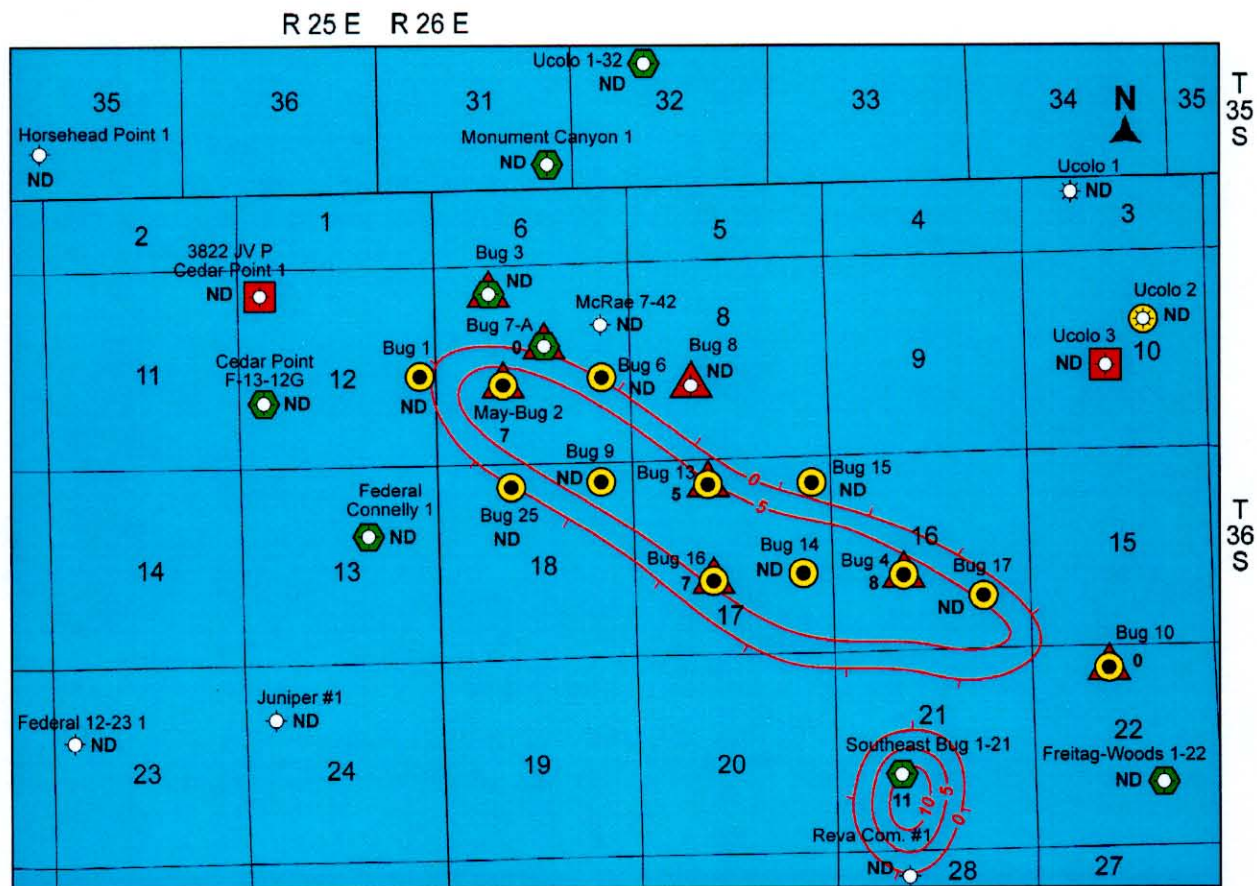 R 25 E R 26 E
Ucolo 1-32
ND
35
36
31
32
33
34
35
N
T
35
S
Horsehead Point 1
ND
Monument Canyon 1
ND
Ucolo 1
ND
2
1
6
5
4
3
3822 JV P
Cedar Point 1
ND
Bug 3
ND
McRae 7-42
ND
Bug 7-A
0
8
Ucolo 2
ND
Ucolo 3
ND
10
11
Cedar Point
F-13-12G
ND
12
Bug 1
ND
May-Bug 2
7
Bug 6
ND
Bug 8
ND
9
Bug 9
ND
Bug 13
5
0
5
Bug 15
ND
Bug 25
ND
Federal
Connelly 1
ND
T
36
S
14
13
18
Bug 16
7
17
Bug 14
ND
Bug 4
8
16
Bug 17
ND
15
Bug 10
0
Juniper #1
ND
Federal 12-23 1
ND
23
24
19
20
21
Southeast Bug 1-21
11
10
5
0
22
Freitag-Woods 1-22
ND
Reva Com. #1
ND
28
27